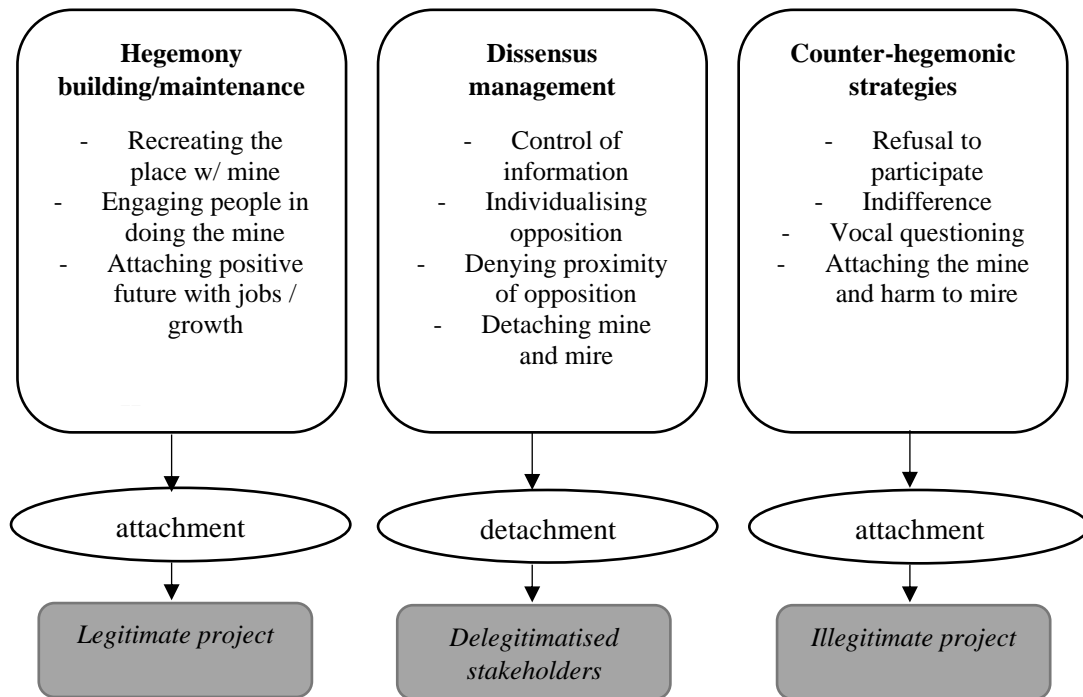 Hegemony
building/maintenance
- Recreating the
place w/ mine
- Engaging people in
doing the mine
- Attaching positive
future with jobs /
growth
Dissensus
management
- Control of
information
- Individualising
opposition
- Denying proximity
of opposition
- Detaching mine
and mire
Counter-hegemonic
strategies
- Refusal to
participate
- Indifference
- Vocal questioning
- Attaching the mine
and harm to mire
attachment
detachment
attachment
Legitimate project
Delegitimatised
stakeholders
Illegitimate project